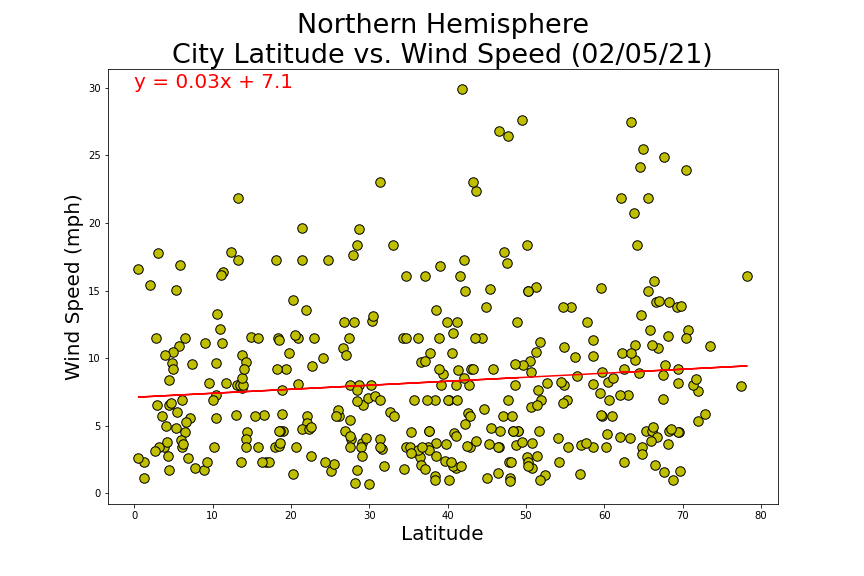 Northern Hemisphere
City Latitude vs. Wind Speed (02/05/21)
y = 0.03x + 7.1
30
25
20
15
10
5
0
Wind Speed (mph)
0 10 20 30 40 50 60 70 80
Latitude